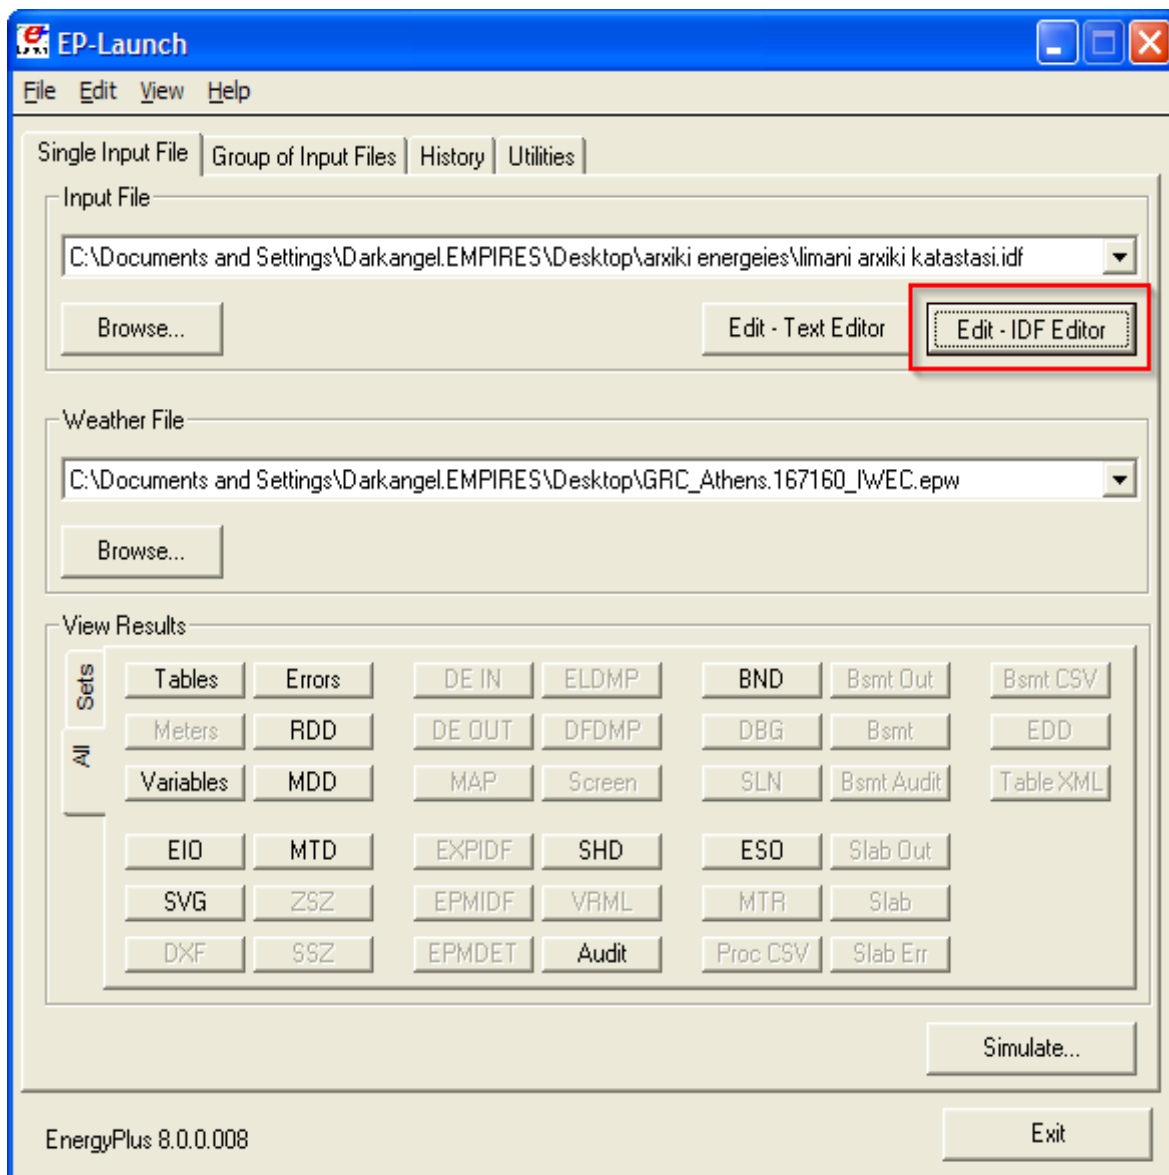 EP-Launch
File Edit View Help
Single Input File Group of Input Files History Utilities
Input File
C:\Documents and Settings\Darkangel.EMPIRES\Desktop\arxiki energeies\limani arxiki katastasi.idf
Browse... Edit - Text Editor Edit - IDF Editor
Weather File
C:\Documents and Settings\Darkangel.EMPIRES\Desktop\GRC_Athens.167160_IWEC.epw
Browse...
View Results
Sets
All
Tables Errors DE IN ELDMP BND Bsmt Out Bsmt CSV
Meters RDD DE OUT DFDMP DBG Bsmt EDD
Variables MDD MAP Screen SLN Bsmt Audit Table XML
EIO MTD EXPIDF SHD ESO Slab Out
SVG ZSZ EPMIDF VRML MTR Slab
DXF SSZ EPMDET Audit Proc CSV Slab Err
Simulate...
EnergyPlus 8.0.0.008 Exit